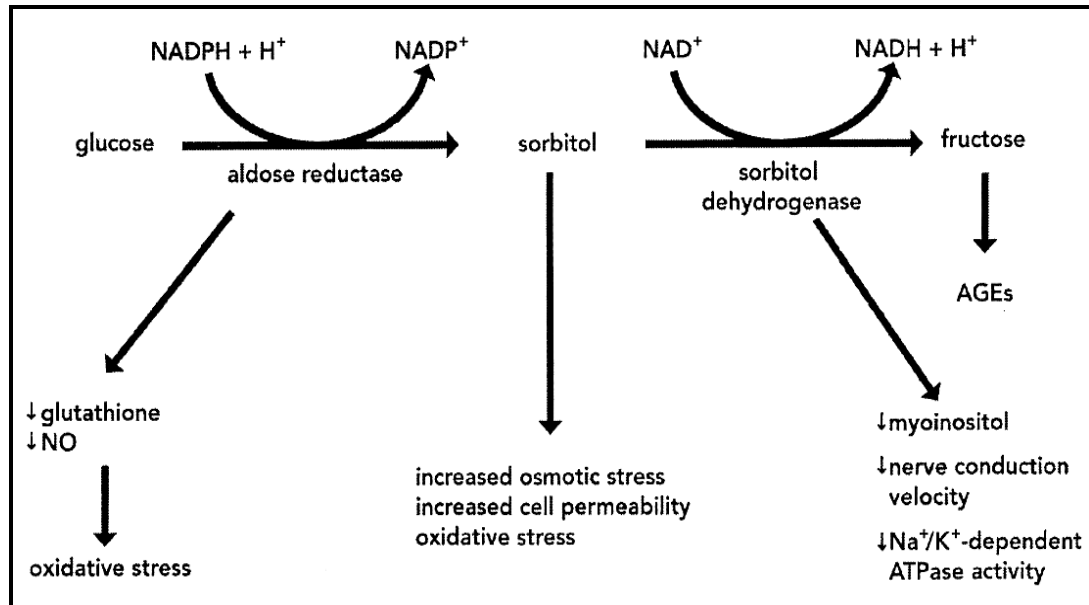 NADPH + H⁺ NADP⁺ NAD⁺ NADH + H⁺
glucose sorbitol fructose
aldose reductase sorbitol
dehydrogenase
AGEs
↓glutathione
↓NO
oxidative stress
increased osmotic stress
increased cell permeability
oxidative stress
↓myoinositol
↓nerve conduction
velocity
↓Na⁺/K⁺-dependent
ATPase activity